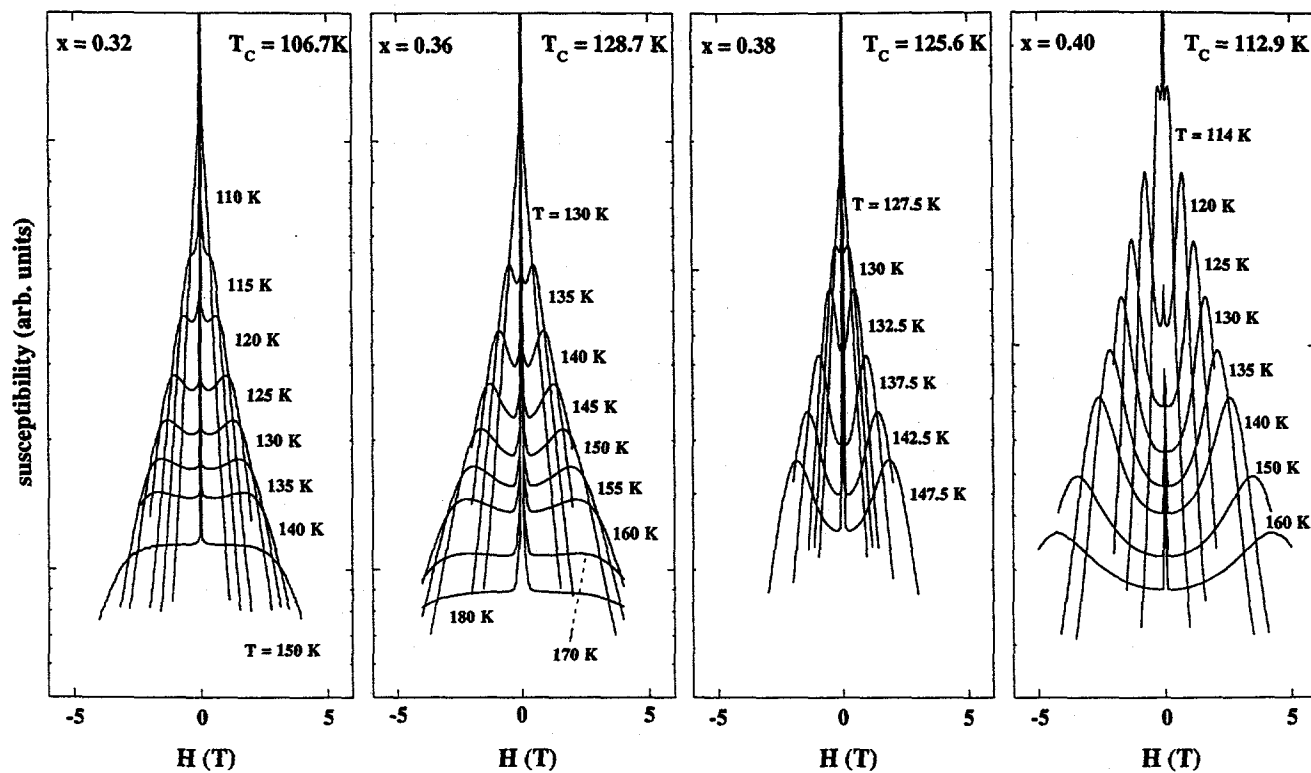 susceptibility (arb. units)
x = 0.32 T_C = 106.7K
110 K
115 K
120 K
125 K
130 K
135 K
140 K
T = 150 K
-5 0 5
H (T)
x = 0.36 T_C = 128.7 K
T = 130 K
135 K
140 K
145 K
150 K
155 K
160 K
180 K
170 K
-5 0 5
H (T)
x = 0.38 T_C = 125.6 K
T = 127.5 K
130 K
132.5 K
137.5 K
142.5 K
147.5 K
-5 0 5
H (T)
x = 0.40 T_C = 112.9 K
T = 114 K
120 K
125 K
130 K
135 K
140 K
150 K
160 K
-5 0 5
H (T)